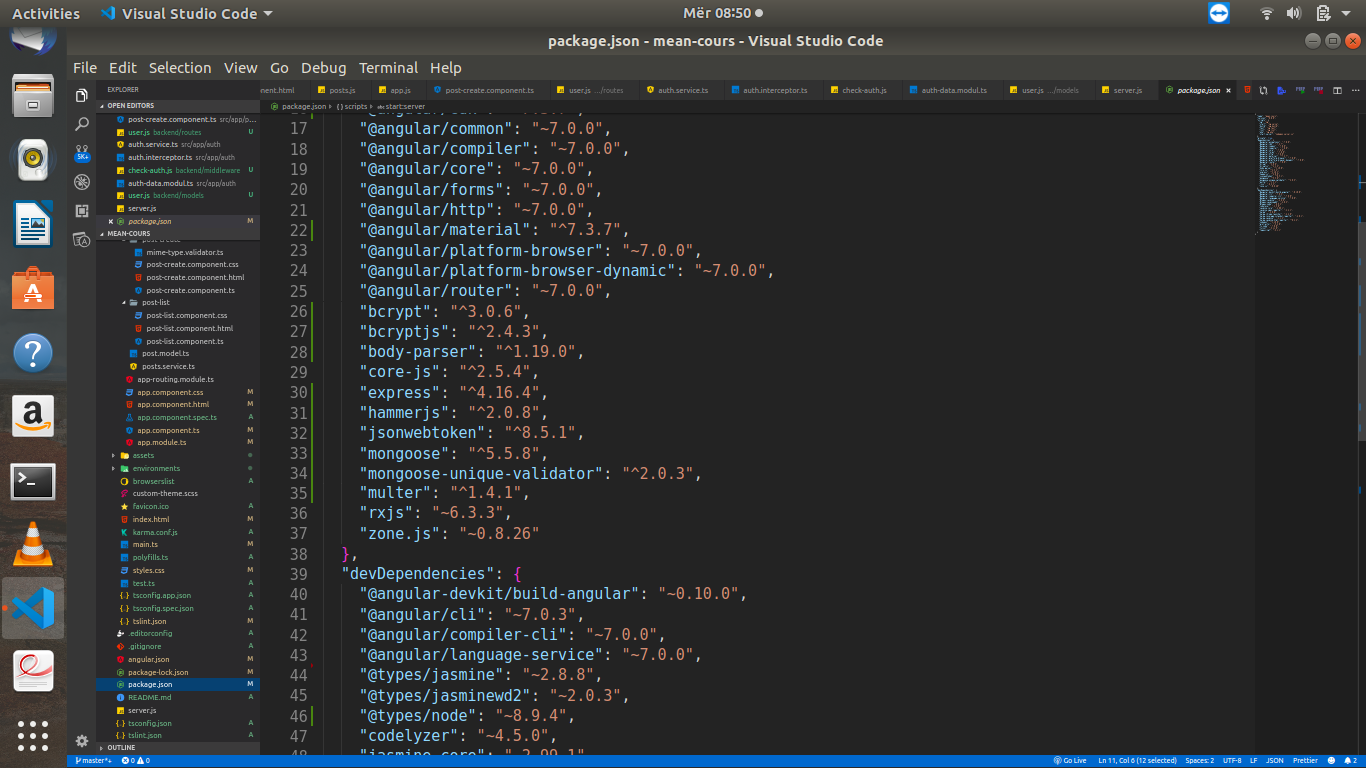 Activities
Visual Studio Code
Mër 08:50
package.json - mean-cours - Visual Studio Code
File Edit Selection View Go Debug Terminal Help
EXPLORER
OPEN EDITORS
post-create.component.ts src/app/p...
user.js backend/routes U
auth.service.ts src/app/auth
auth.interceptor.ts src/app/auth
check-auth.js backend/middleware U
auth-data.modul.ts src/app/auth
user.js backend/models U
server.js
package.json M
MEAN-COURS
mime-type.validator.ts
post-create.component.css
post-create.component.html
post-create.component.ts
post-list
post-list.component.css
post-list.component.html
post-list.component.ts
post.model.ts
posts.service.ts
app-routing.module.ts
app.component.css M
app.component.html M
app.component.spec.ts A
app.component.ts M
app.module.ts M
assets
environments
browserslist A
custom-theme.scss
favicon.ico A
index.html M
karma.conf.js A
main.ts M
polyfills.ts A
styles.css M
test.ts A
tsconfig.app.json A
tsconfig.spec.json A
tslint.json M
.editorconfig A
.gitignore A
angular.json M
package-lock.json M
package.json M
README.md A
server.js
tsconfig.json A
tslint.json A
OUTLINE
5K+
onent.html
posts.js
app.js
post-create.component.ts
user.js .../routes
auth.service.ts
auth.interceptor.ts
check-auth.js
auth-data.modul.ts
user.js .../models
server.js
package.json
package.json {} scripts start:server
17 "@angular/common": "~7.0.0",
18 "@angular/compiler": "~7.0.0",
19 "@angular/core": "~7.0.0",
20 "@angular/forms": "~7.0.0",
21 "@angular/http": "~7.0.0",
22 "@angular/material": "^7.3.7",
23 "@angular/platform-browser": "~7.0.0",
24 "@angular/platform-browser-dynamic": "~7.0.0",
25 "@angular/router": "~7.0.0",
26 "bcrypt": "^3.0.6",
27 "bcryptjs": "^2.4.3",
28 "body-parser": "^1.19.0",
29 "core-js": "^2.5.4",
30 "express": "^4.16.4",
31 "hammerjs": "^2.0.8",
32 "jsonwebtoken": "^8.5.1",
33 "mongoose": "^5.5.8",
34 "mongoose-unique-validator": "^2.0.3",
35 "multer": "^1.4.1",
36 "rxjs": "~6.3.3",
37 "zone.js": "~0.8.26"
38 },
39 "devDependencies": {
40 "@angular-devkit/build-angular": "~0.10.0",
41 "@angular/cli": "~7.0.3",
42 "@angular/compiler-cli": "~7.0.0",
43 "@angular/language-service": "~7.0.0",
44 "@types/jasmine": "~2.8.8",
45 "@types/jasminewd2": "~2.0.3",
46 "@types/node": "~8.9.4",
47 "codelyzer": "~4.5.0",
master*+ 0 0
Go Live
Ln 11, Col 6 (12 selected)
Spaces: 2
UTF-8
LF
JSON
Prettier
2